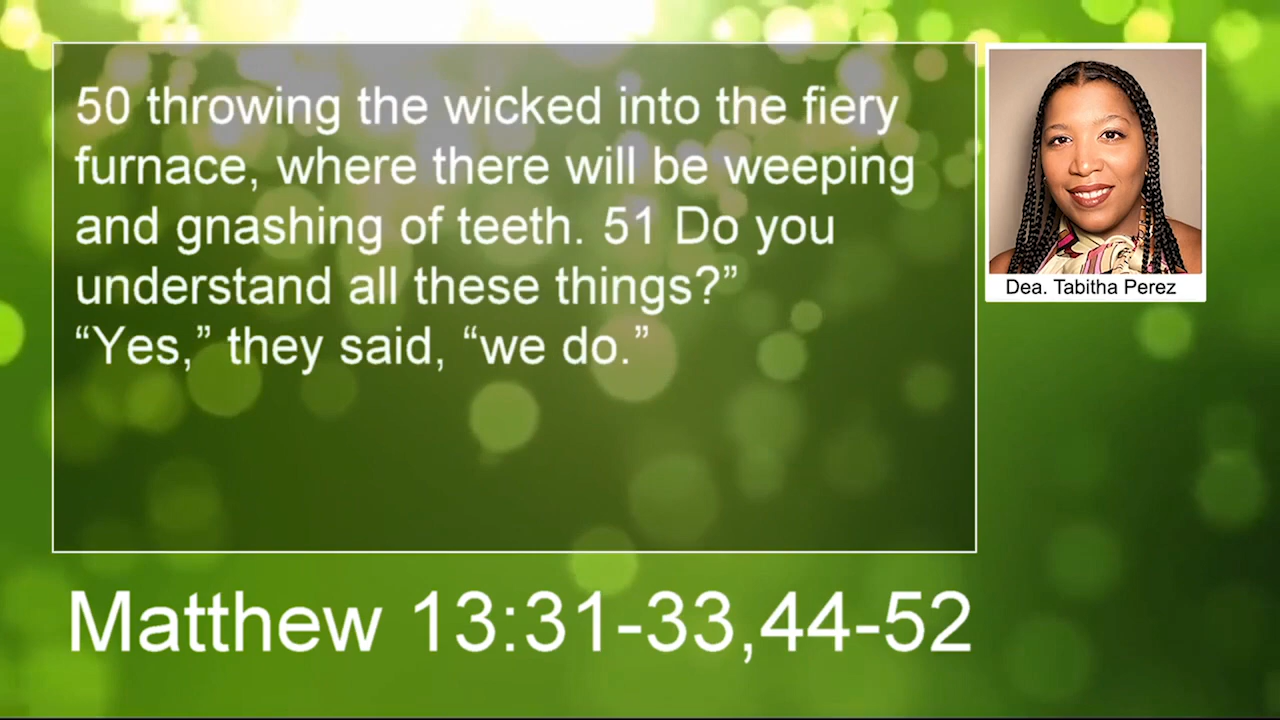 50 throwing the wicked into the fiery
furnace, where there will be weeping
and gnashing of teeth. 51 Do you
understand all these things?”
“Yes,” they said, “we do.”
Dea. Tabitha Perez
Matthew 13:31-33,44-52